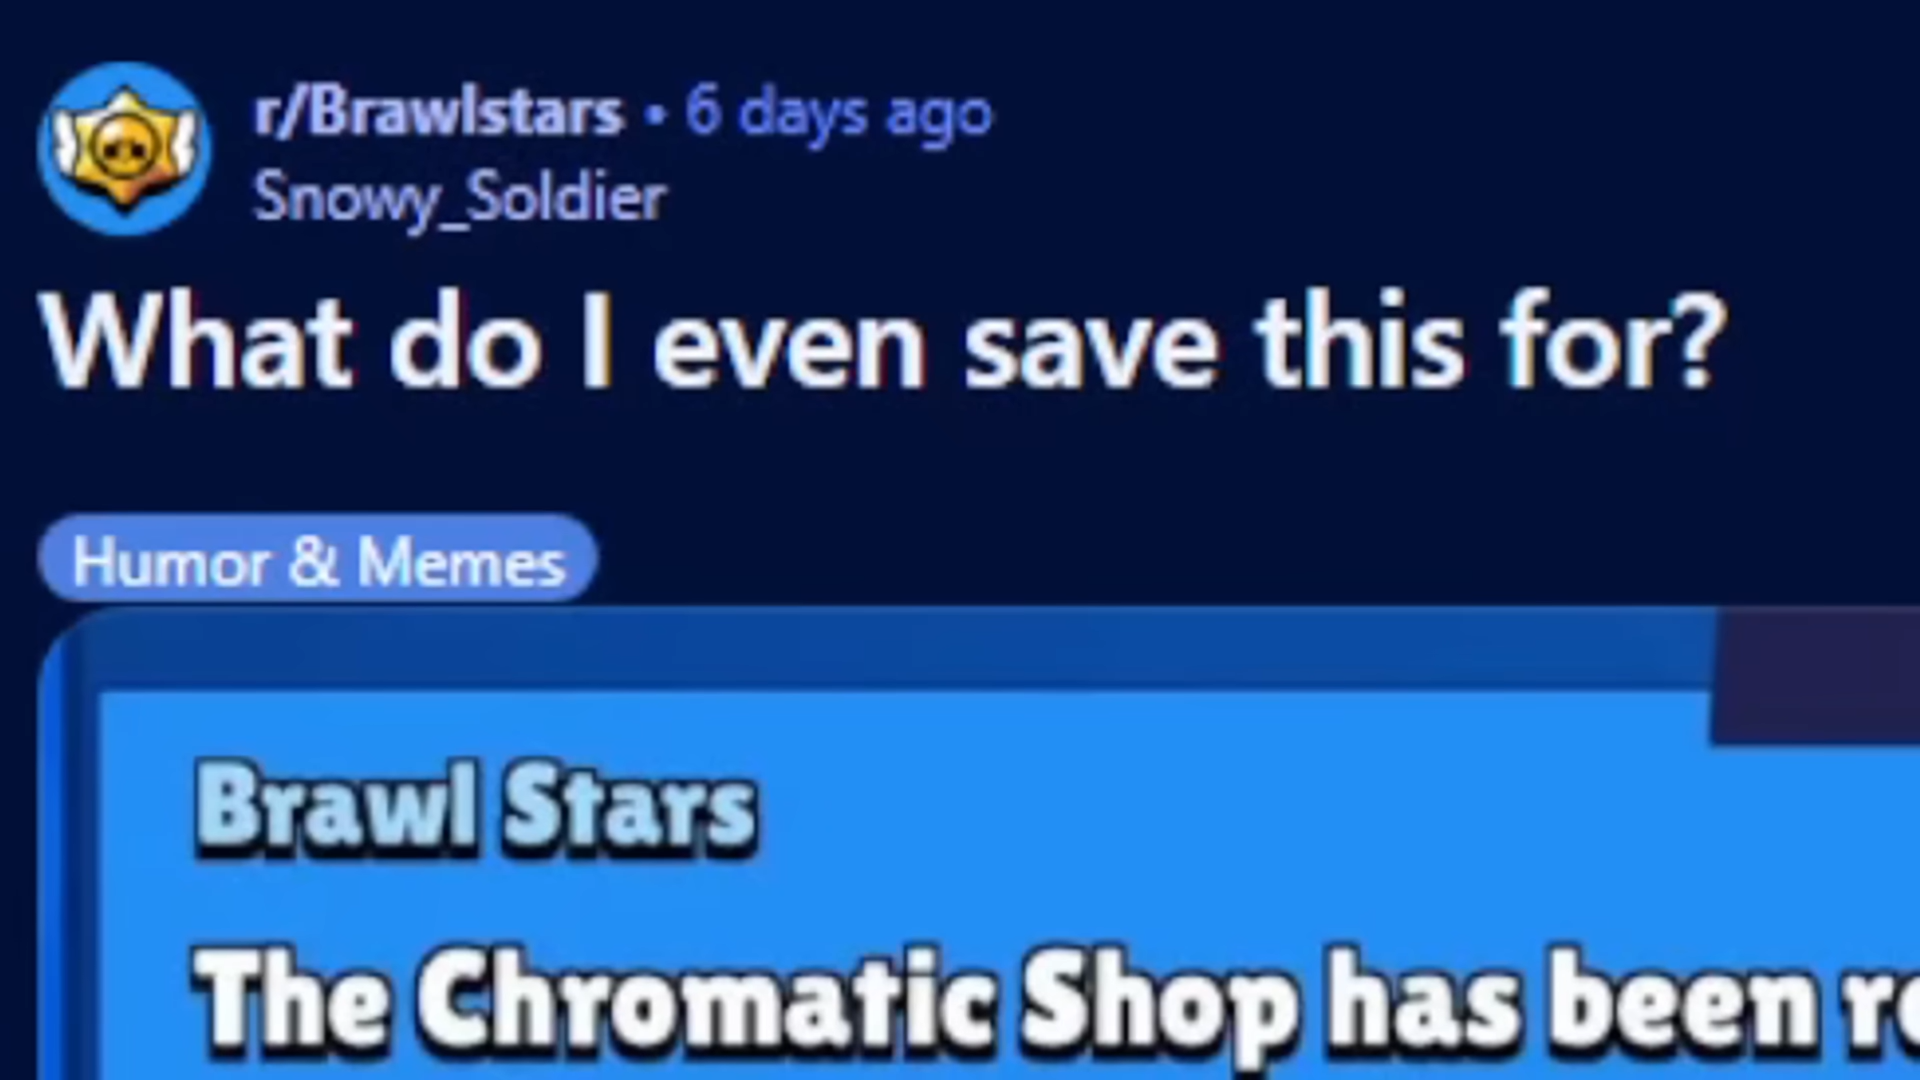 r/Brawlstars • 6 days ago
Snowy_Soldier
What do I even save this for?
Humor & Memes
Brawl Stars
The Chromatic Shop has been